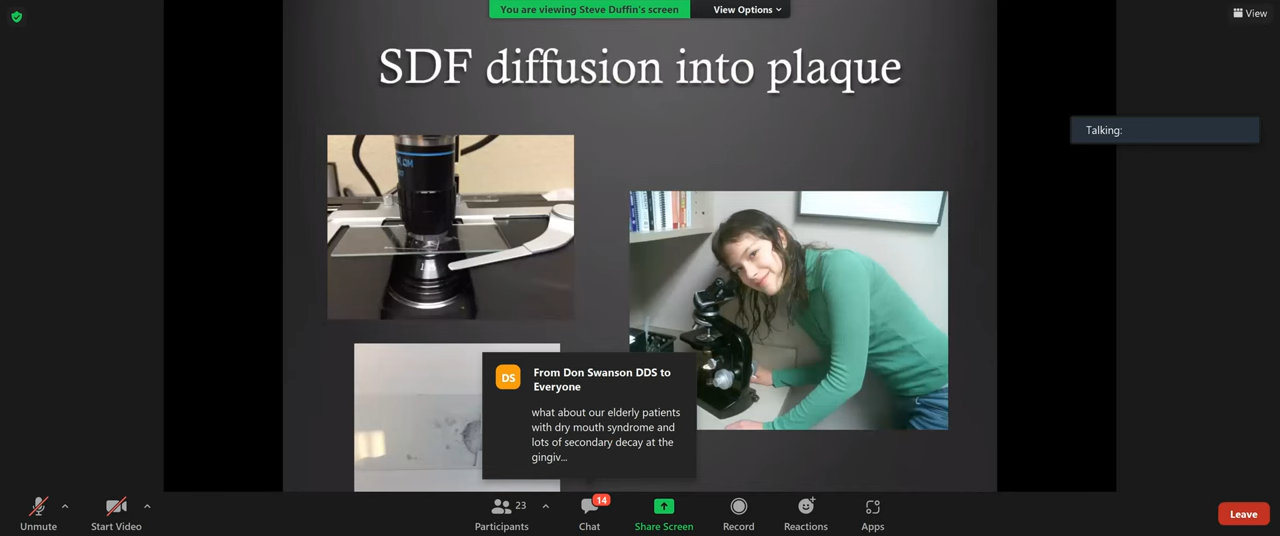 You are viewing Steve Duffin's screen
View Options
View
SDF diffusion into plaque
Talking:
DS
From Don Swanson DDS to
Everyone
what about our elderly patients
with dry mouth syndrome and
lots of secondary decay at the
gingiv...
23
14
Unmute
Start Video
Participants
Chat
Share Screen
Record
Reactions
Apps
Leave